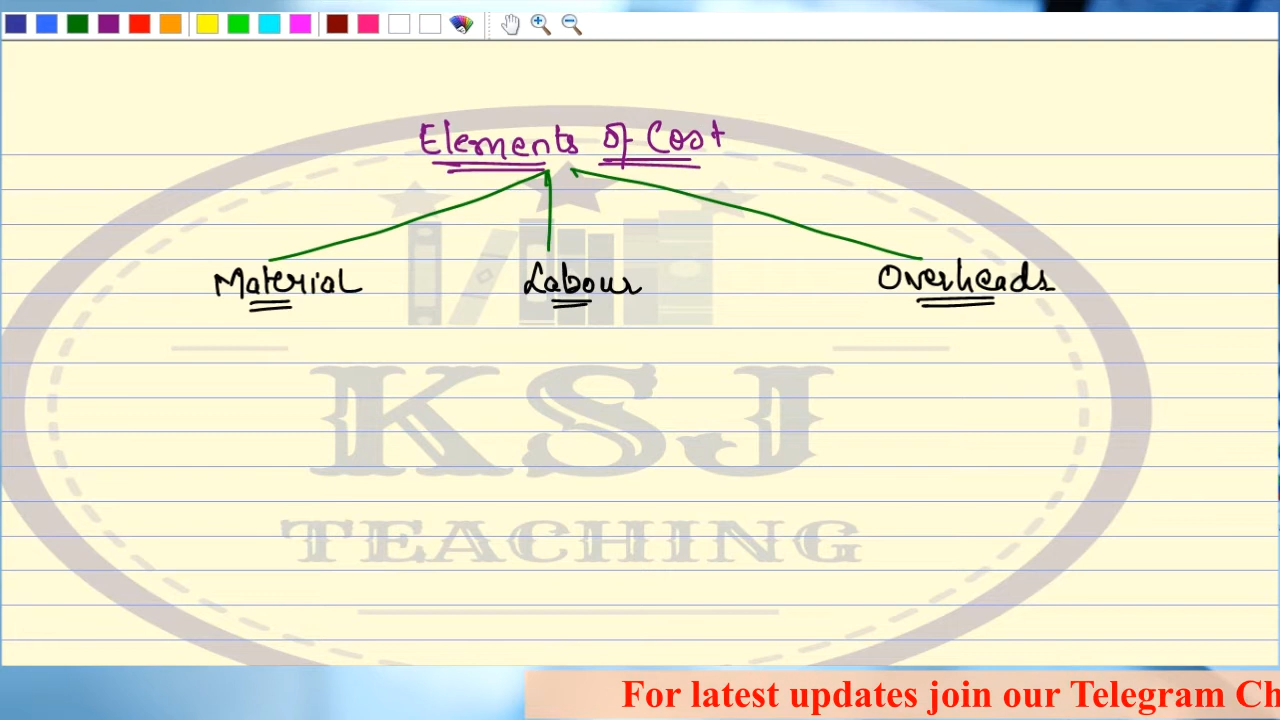 Elements of Cost
Material Labour Overheads
KSJ
TEACHING
For latest updates join our Telegram Ch